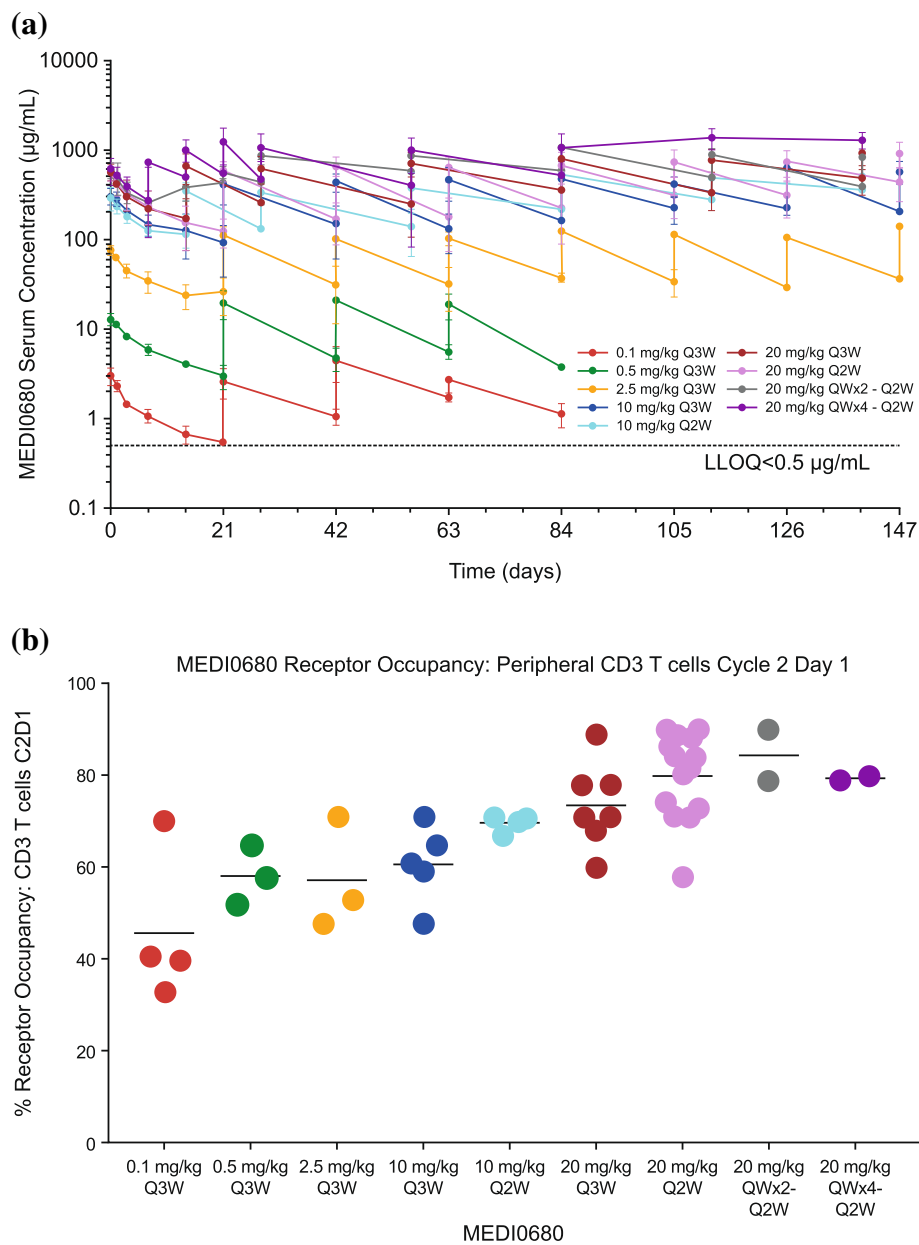 (a)
MEDI0680 Serum Concentration (µg/mL)
10000
1000
100
10
1
0.1
0.1 mg/kg Q3W
0.5 mg/kg Q3W
2.5 mg/kg Q3W
10 mg/kg Q3W
10 mg/kg Q2W
20 mg/kg Q3W
20 mg/kg Q2W
20 mg/kg QWx2 - Q2W
20 mg/kg QWx4 - Q2W
LLOQ<0.5 µg/mL
0 21 42 63 84 105 126 147
Time (days)
(b)
MEDI0680 Receptor Occupancy: Peripheral CD3 T cells Cycle 2 Day 1
% Receptor Occupancy: CD3 T cells C2D1
100
80
60
40
20
0
0.1 mg/kg
Q3W
0.5 mg/kg
Q3W
2.5 mg/kg
Q3W
10 mg/kg
Q3W
10 mg/kg
Q2W
20 mg/kg
Q3W
20 mg/kg
Q2W
20 mg/kg
QWx2-
Q2W
20 mg/kg
QWx4-
Q2W
MEDI0680